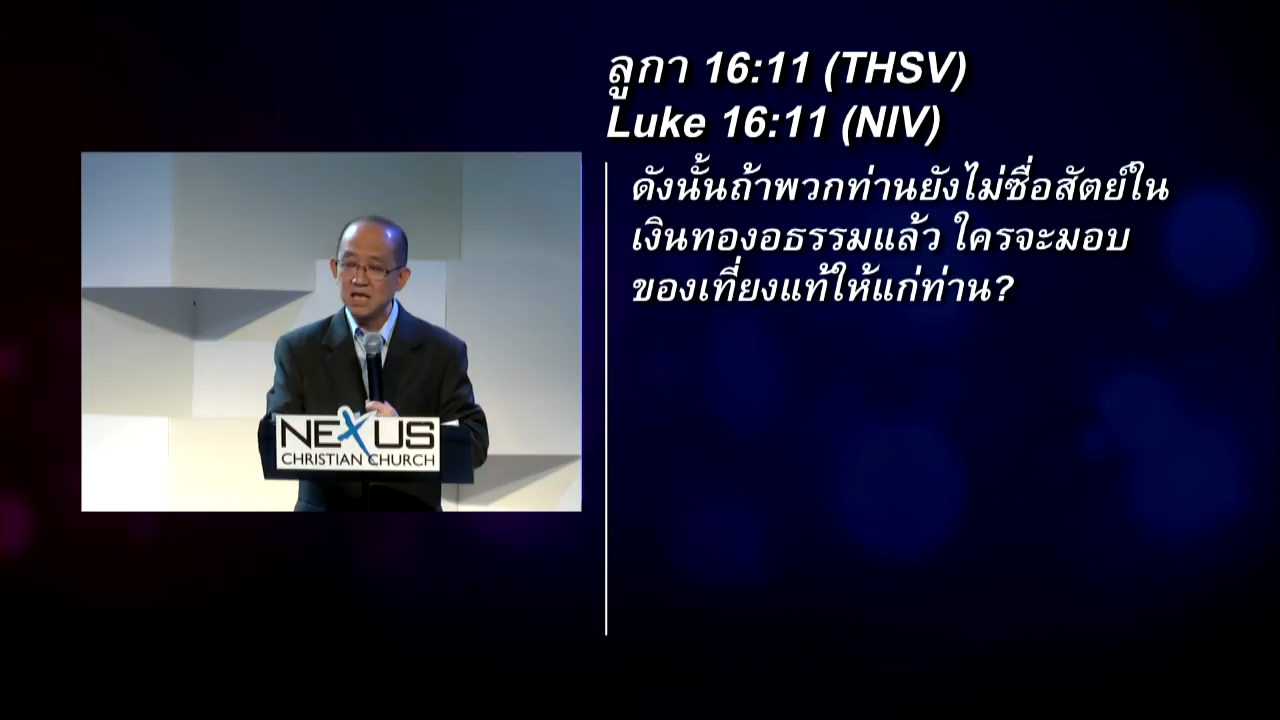 ลูกา 16:11 (THSV)
Luke 16:11 (NIV)
ดังนั้นถ้าพวกท่านยังไม่ซื่อสัตย์ใน
เงินทองอธรรมแล้ว ใครจะมอบ
ของเที่ยงแท้ให้แก่ท่าน?
NEXUS
CHRISTIAN CHURCH